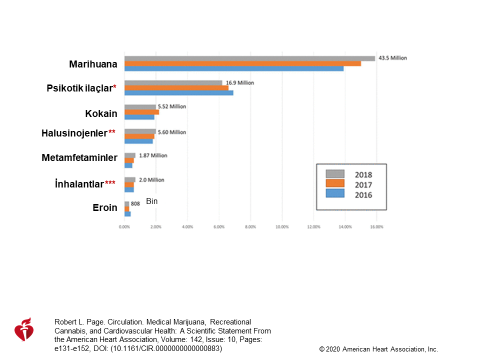 Marihuana
43.5 Million
Psikotik ilaçlar*
16.9 Million
Kokain
5.52 Million
Halusinojenler **
5.60 Million
Metamfetaminler
1.87 Million
İnhalantlar ***
2.0 Million
Eroin
808 Bin
2018
2017
2016
0.00% 2.00% 4.00% 6.00% 8.00% 10.00% 12.00% 14.00% 16.00%
Robert L. Page. Circulation. Medical Marijuana, Recreational
Cannabis, and Cardiovascular Health: A Scientific Statement From
the American Heart Association, Volume: 142, Issue: 10, Pages:
e131-e152, DOI: (10.1161/CIR.0000000000000883)
© 2020 American Heart Association, Inc.